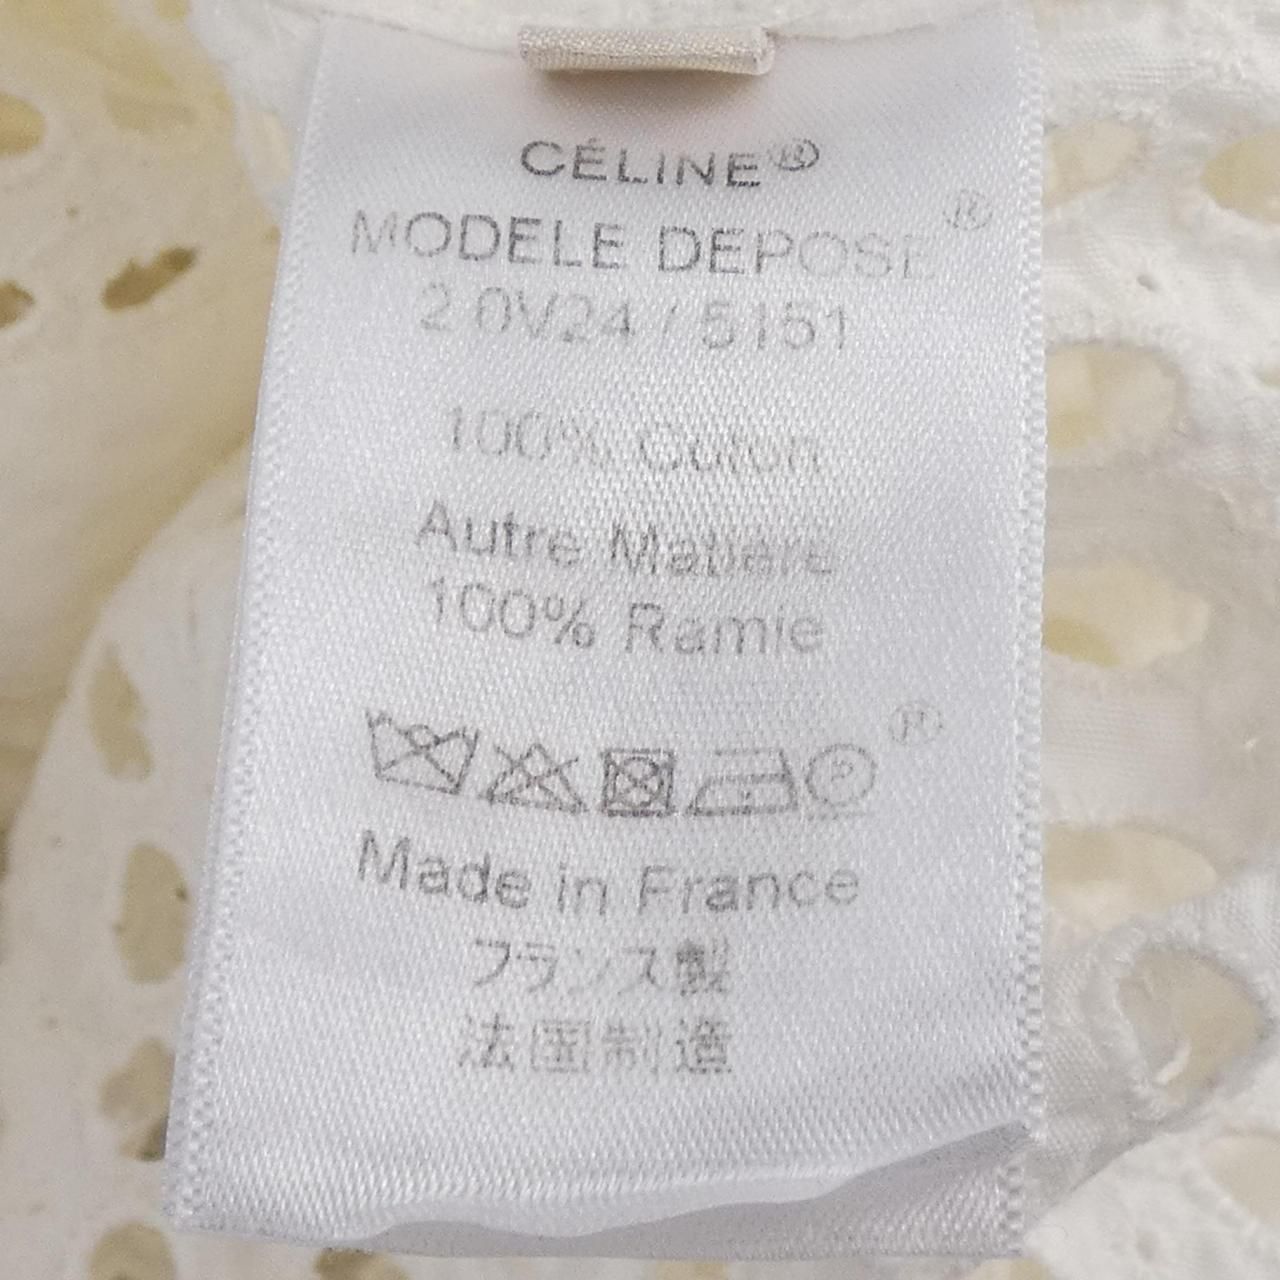 CÉLINE®
MODELE DEPOSE ®
2 0V24 / 5151
100% Coton
Autre Matière
100% Ramie
P ®
Made in France
フランス製
法国制造